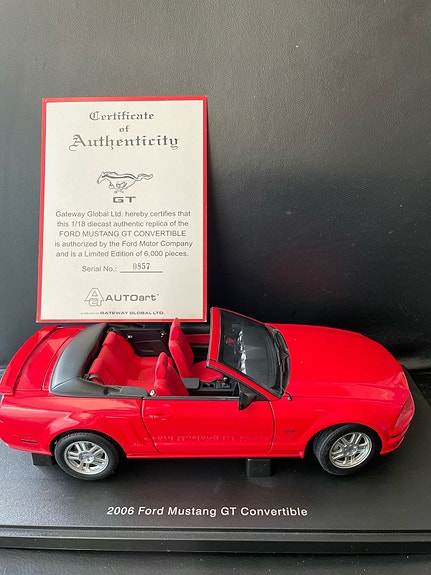 Certificate
of
Authenticity
GT
Gateway Global Ltd. hereby certifies that
this 1/18 diecast authentic replica of the
FORD MUSTANG GT CONVERTIBLE
is authorized by the Ford Motor Company
and is a Limited Edition of 6,000 pieces.
Serial No.: 0857
AUTOart
GATEWAY GLOBAL LTD.
2006 Ford Mustang GT Convertible